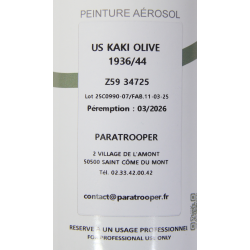 PEINTURE AÉROSOL
US KAKI OLIVE
1936/44
Z59 34725
Lot 25C0990-07/FAB.11-03-25
Péremption : 03/2026
PARATROOPER
2 VILLAGE DE L'AMONT
50500 SAINT CÔME DU MONT
Tél. 02.33.42.00.42
contact@paratrooper.fr
RESERVE A UN USAGE PROFESSIONNEL
FOR PROFESSIONAL USE ONLY